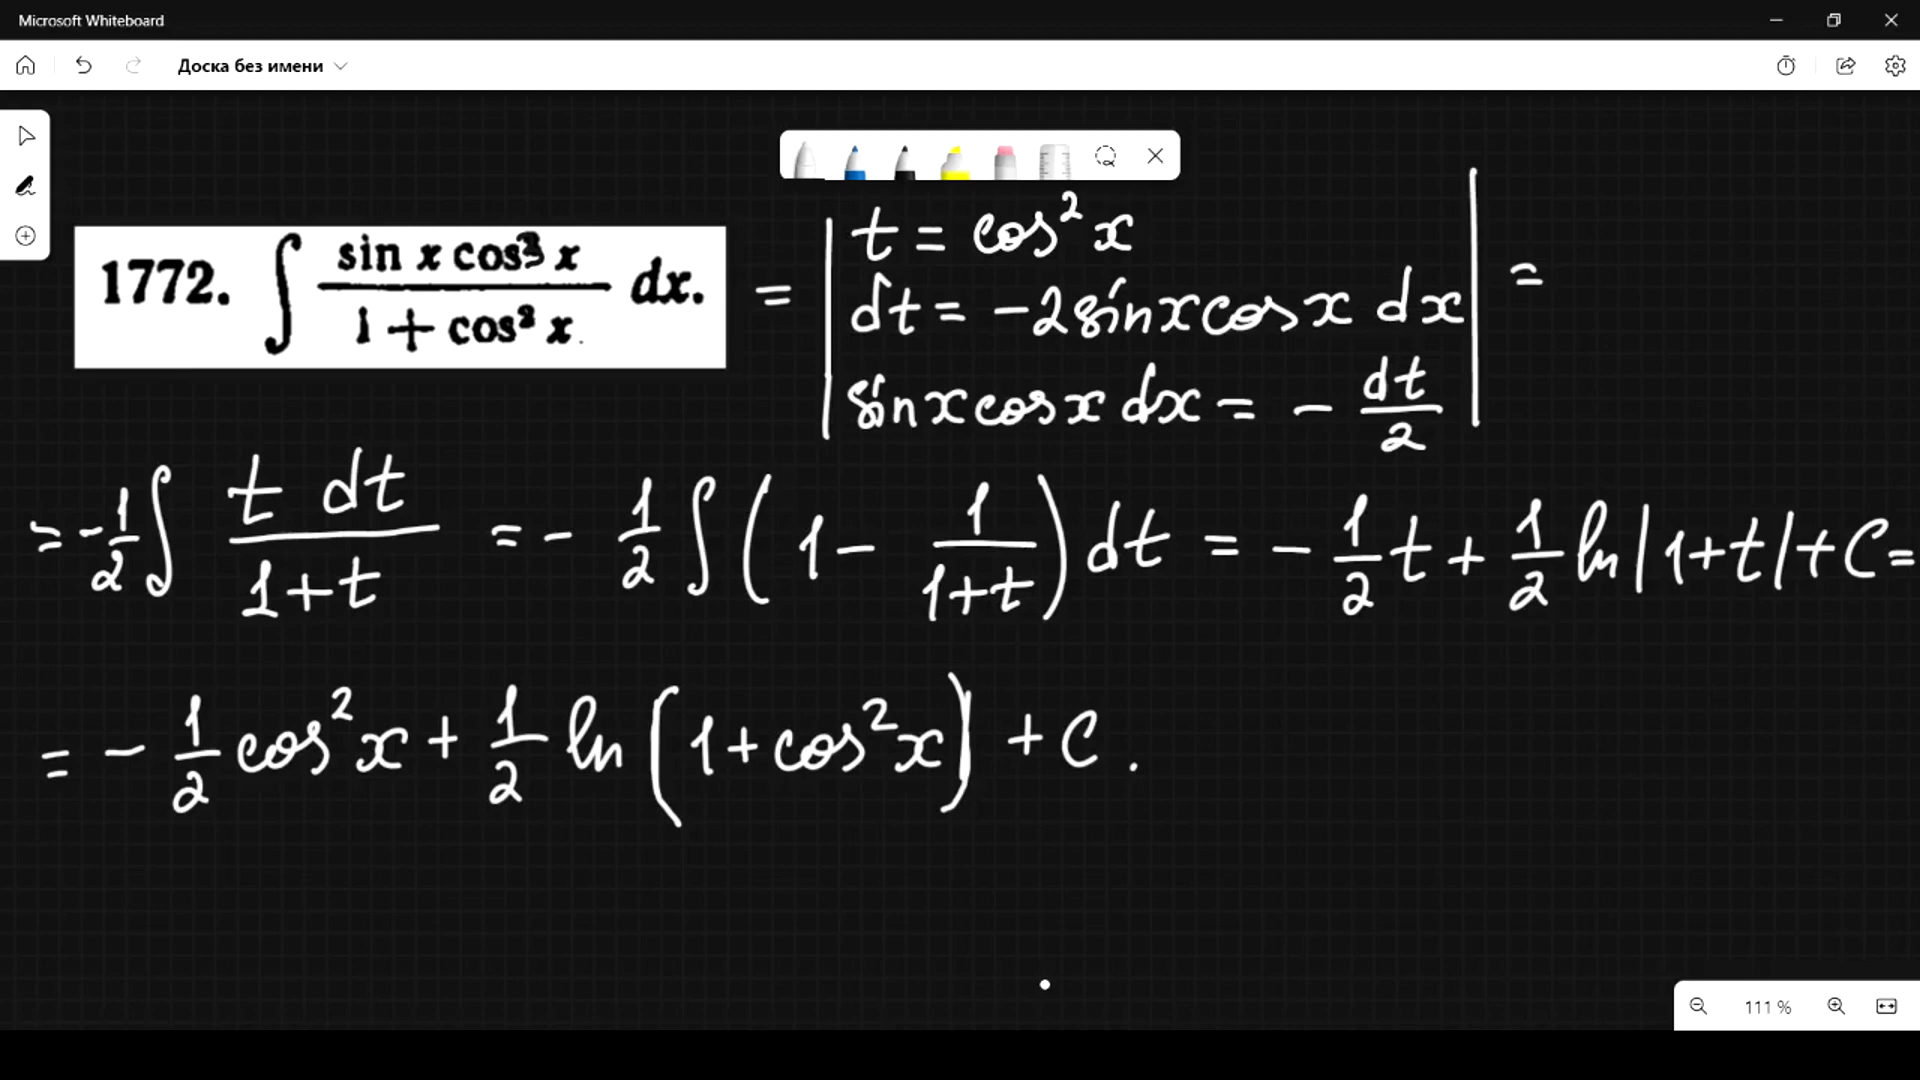 Microsoft Whiteboard
Доска без имени
1772. ∫ (sin x cos³ x)/(1 + cos² x) dx. = | t = cos² x
dt = -2 sin x cos x dx
sin x cos x dx = - dt/2 | =
= -1/2 ∫ (t dt)/(1+t) = - 1/2 ∫ (1 - 1/(1+t)) dt = - 1/2 t + 1/2 ln |1+t| + C =
= - 1/2 cos² x + 1/2 ln (1 + cos² x) + C .
111 %